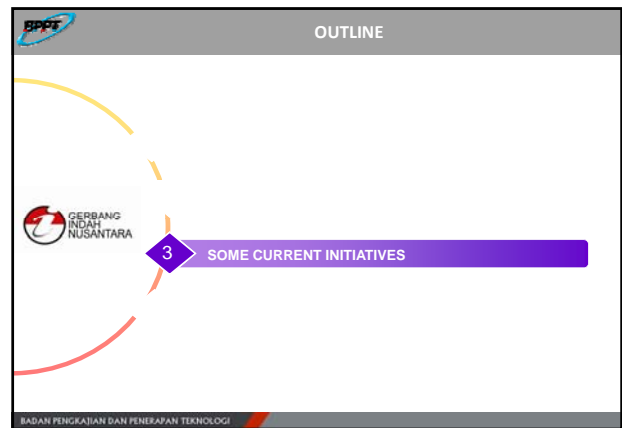 BPPT
OUTLINE
GERBANG
INDAH
NUSANTARA
3
SOME CURRENT INITIATIVES
BADAN PENGKAJIAN DAN PENERAPAN TEKNOLOGI